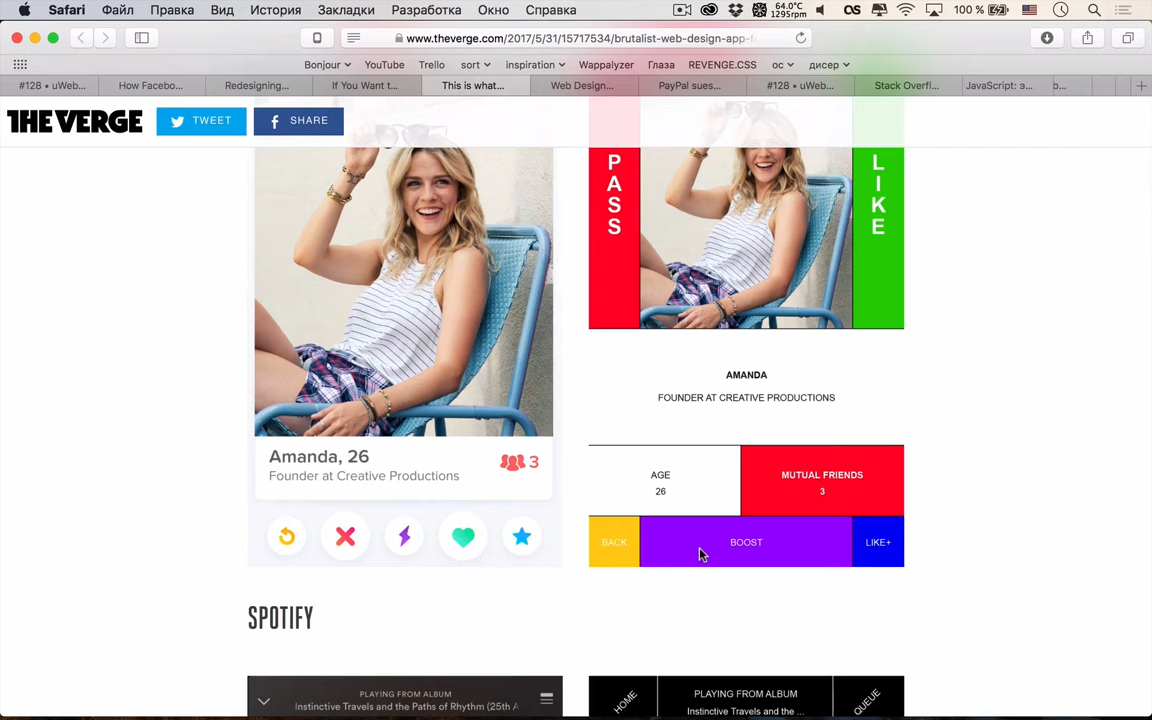 Safari Файл Правка Вид История Закладки Разработка Окно Справка 64.0°C 1295rpm 100 %
www.theverge.com/2017/5/31/15717534/brutalist-web-design-app-f
Bonjour YouTube Trello sort inspiration Wappalyzer Глаза REVENGE.CSS ос дисер
#128 • uWeb... How Facebo... Redesigning... If You Want t... This is what... Web Design... PayPal sues... #128 • uWeb... Stack Overfl... JavaScript: э... b...
THE VERGE TWEET SHARE
PASS
LIKE
Amanda, 26
Founder at Creative Productions
3
AMANDA
FOUNDER AT CREATIVE PRODUCTIONS
AGE
26
MUTUAL FRIENDS
3
BACK BOOST LIKE+
SPOTIFY
PLAYING FROM ALBUM
Instinctive Travels and the Paths of Rhythm (25th A
HOME
PLAYING FROM ALBUM
Instinctive Travels and the ...
QUEUE